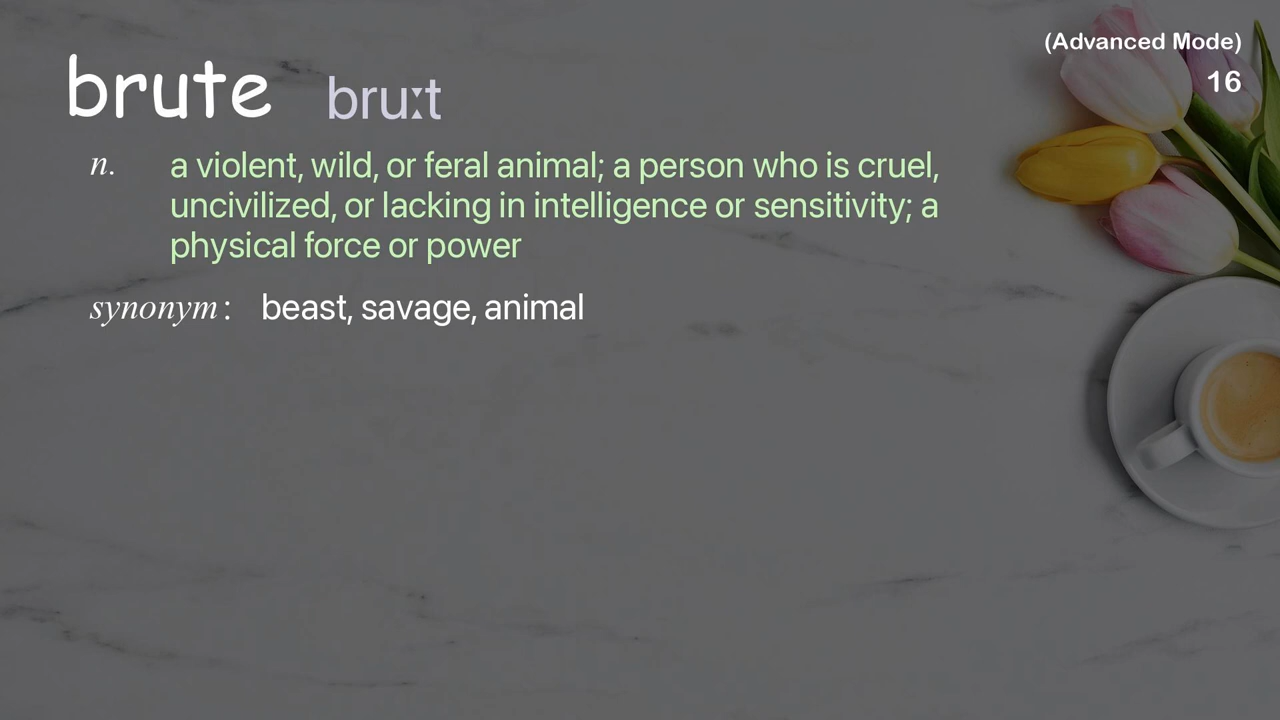 (Advanced Mode)
16
brute bruːt
n. a violent, wild, or feral animal; a person who is cruel,
uncivilized, or lacking in intelligence or sensitivity; a
physical force or power
synonym: beast, savage, animal